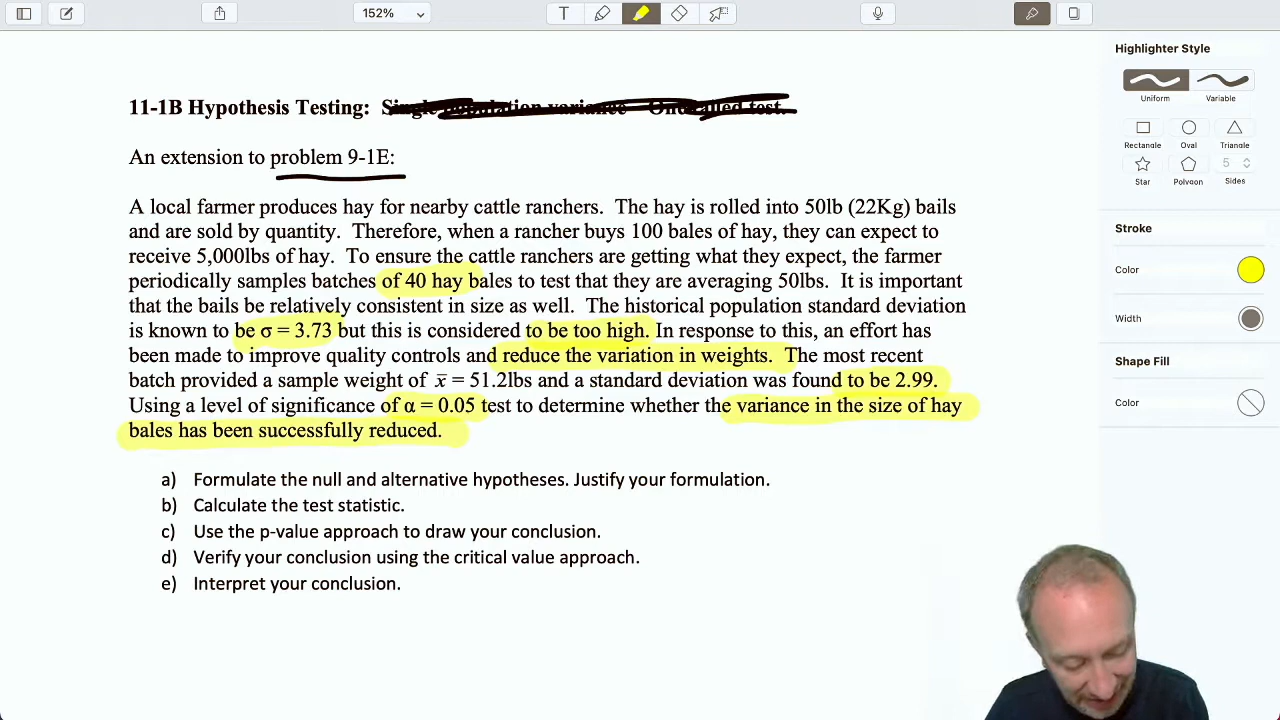 152%
T
11-1B Hypothesis Testing: Single population variance One tailed test.
An extension to problem 9-1E:
A local farmer produces hay for nearby cattle ranchers. The hay is rolled into 50lb (22Kg) bails
and are sold by quantity. Therefore, when a rancher buys 100 bales of hay, they can expect to
receive 5,000lbs of hay. To ensure the cattle ranchers are getting what they expect, the farmer
periodically samples batches of 40 hay bales to test that they are averaging 50lbs. It is important
that the bails be relatively consistent in size as well. The historical population standard deviation
is known to be σ = 3.73 but this is considered to be too high. In response to this, an effort has
been made to improve quality controls and reduce the variation in weights. The most recent
batch provided a sample weight of x̅ = 51.2lbs and a standard deviation was found to be 2.99.
Using a level of significance of α = 0.05 test to determine whether the variance in the size of hay
bales has been successfully reduced.
a) Formulate the null and alternative hypotheses. Justify your formulation.
b) Calculate the test statistic.
c) Use the p-value approach to draw your conclusion.
d) Verify your conclusion using the critical value approach.
e) Interpret your conclusion.
Highlighter Style
Uniform Variable
Rectangle Oval Triangle
5
Star Polygon Sides
Stroke
Color
Width
Shape Fill
Color